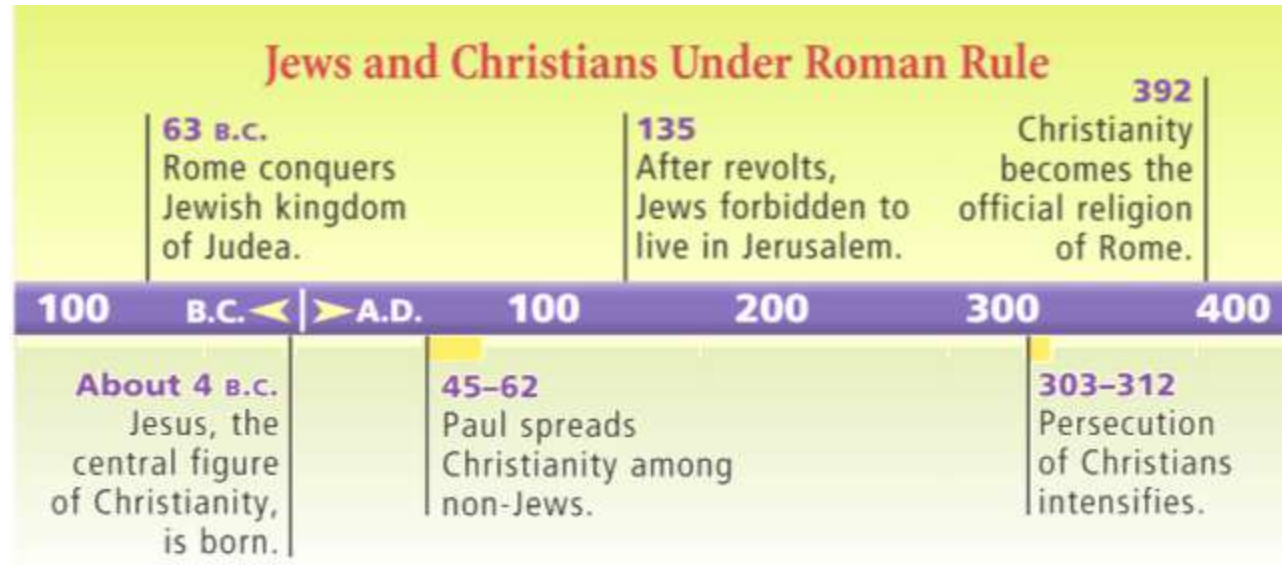 Jews and Christians Under Roman Rule
63 B.C.
Rome conquers
Jewish kingdom
of Judea.
135
After revolts,
Jews forbidden to
live in Jerusalem.
392
Christianity
becomes the
official religion
of Rome.
100 B.C. A.D. 100 200 300 400
About 4 B.C.
Jesus, the
central figure
of Christianity,
is born.
45–62
Paul spreads
Christianity among
non-Jews.
303–312
Persecution
of Christians
intensifies.